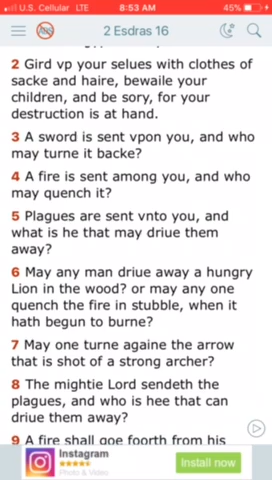 U.S. Cellular LTE 8:53 AM 45%
2 Esdras 16
2 Gird vp your selues with clothes of
sacke and haire, bewaile your
children, and be sory, for your
destruction is at hand.
3 A sword is sent vpon you, and who
may turne it backe?
4 A fire is sent among you, and who
may quench it?
5 Plagues are sent vnto you, and
what is he that may driue them
away?
6 May any man driue away a hungry
Lion in the wood? or may any one
quench the fire in stubble, when it
hath begun to burne?
7 May one turne againe the arrow
that is shot of a strong archer?
8 The mightie Lord sendeth the
plagues, and who is hee that can
driue them away?
9 A fire shall goe foorth from his
Instagram
Photo & Video
Install now